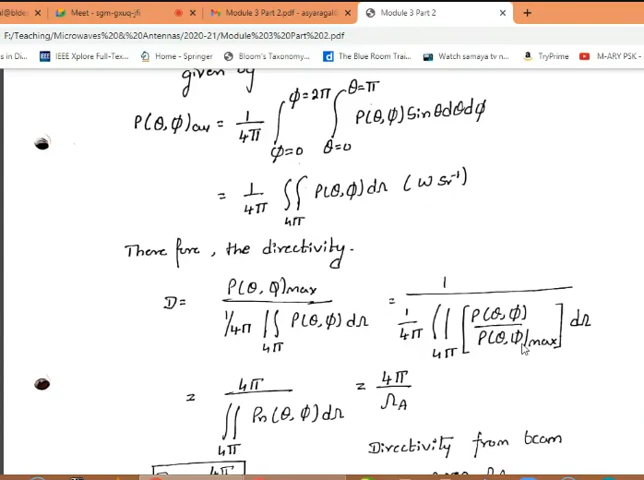 Meet - sgm-gxuq-jfi
Module 3 Part 2.pdf - asyaragal
Module 3 Part 2
F:/Teaching/Microwaves%20&%20Antennas/2020-21/Module%203%20Part%202.pdf
IEEE Xplore Full-Tex...
Home - Springer
Bloom's Taxonomy...
The Blue Room Trai...
Watch samaya tv n...
TryPrime
M-ARY PSK -
given by
P(θ,φ)av = 1/4π ∫φ=0^φ=2π ∫θ=0^θ=π P(θ,φ) Sinθ dθ dφ
= 1/4π ∬4π P(θ,φ) dΩ (W sr⁻¹)
There fore, the directivity.
D = P(θ,φ)max / (1/4π ∬4π P(θ,φ) dΩ) = 1 / (1/4π ∬4π [P(θ,φ) / P(θ,φ)max] dΩ)
= 4π / ∬4π Pn(θ,φ) dΩ = 4π / ΩA
Directivity from beam